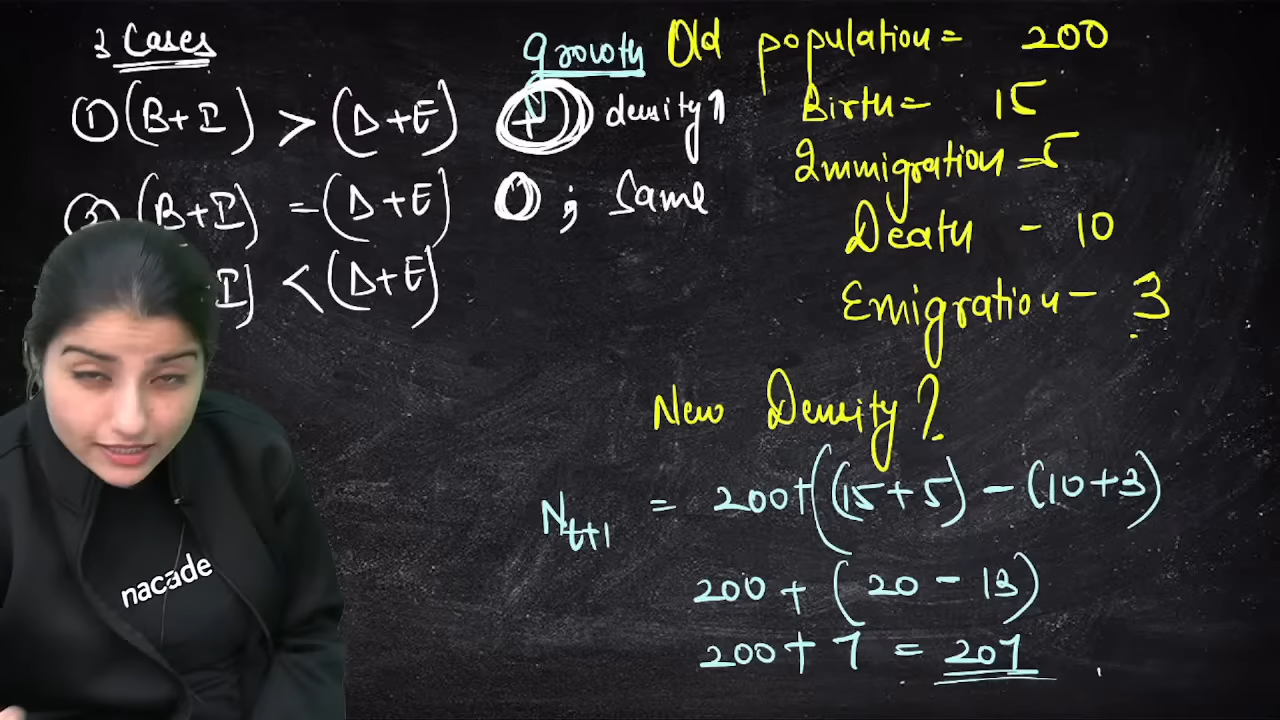 3 Cases
① (B+I) > (D+E)
(B+I) = (D+E)
I) < (D+E)
growth
+ density↑
0 ; Same
Old population = 200
Birth = 15
Immigration = 5
Death - 10
Emigration - 3
New Density?
N_{t+1} = 200+((15+5) - (10+3)
200 + (20 - 13)
200 + 7 = 207
nacade